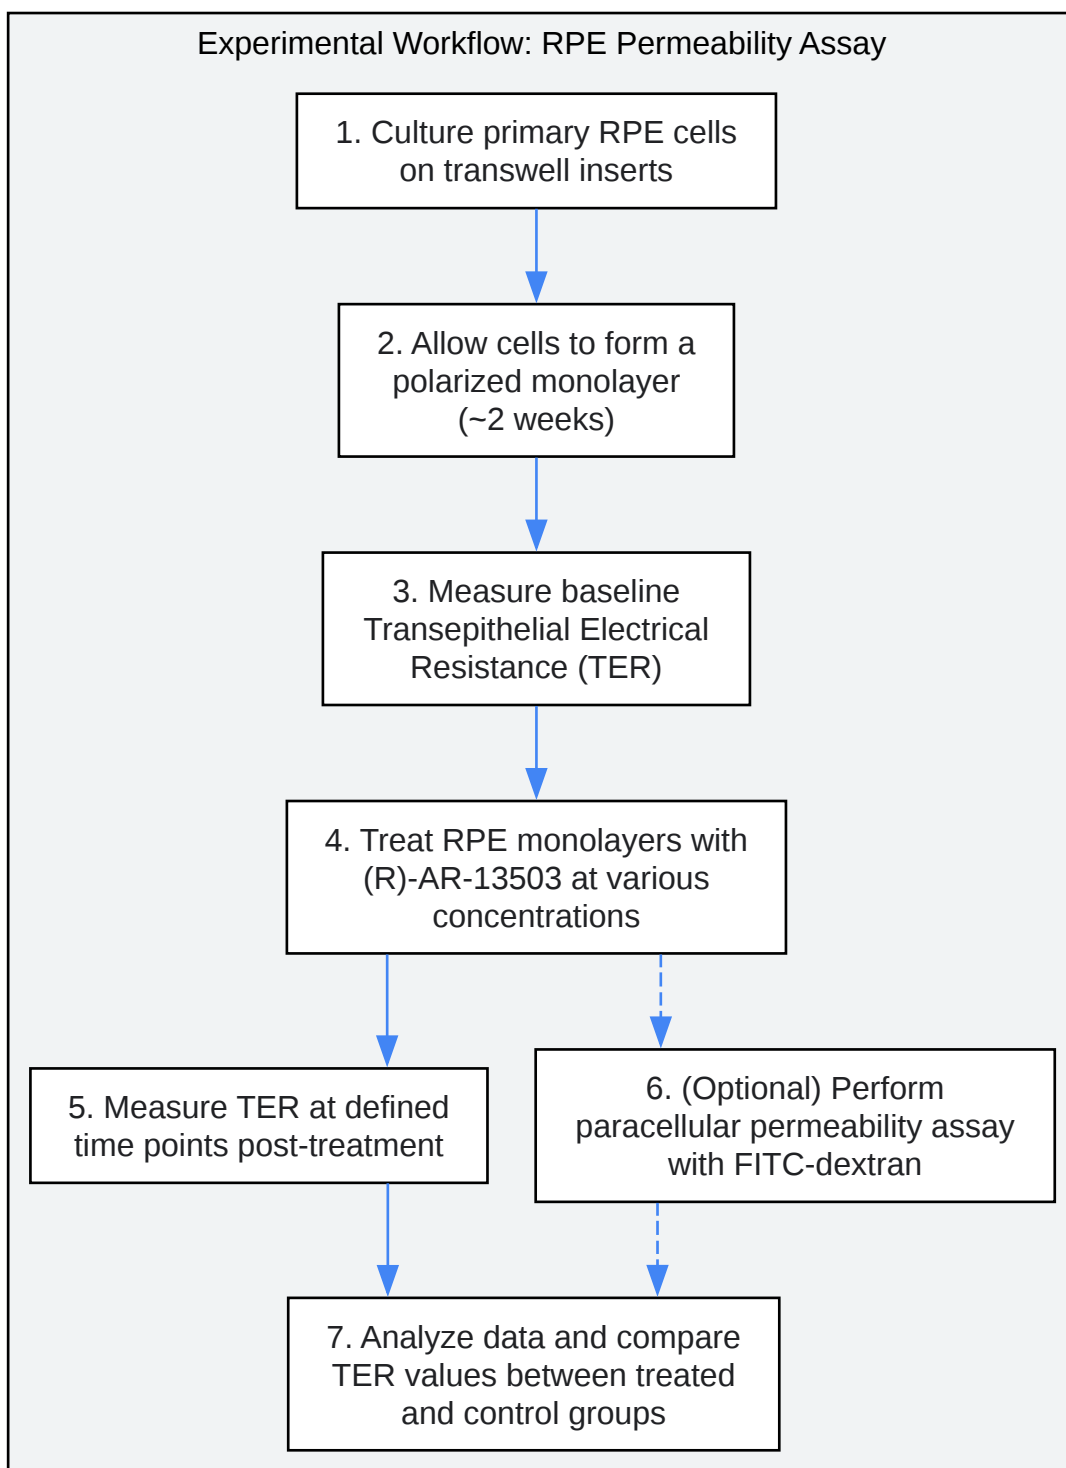 Experimental Workflow: RPE Permeability Assay
1. Culture primary RPE cells
on transwell inserts
2. Allow cells to form a
polarized monolayer
(~2 weeks)
3. Measure baseline
Transepithelial Electrical
Resistance (TER)
4. Treat RPE monolayers with
(R)-AR-13503 at various
concentrations
5. Measure TER at defined
time points post-treatment
6. (Optional) Perform
paracellular permeability assay
with FITC-dextran
7. Analyze data and compare
TER values between treated
and control groups